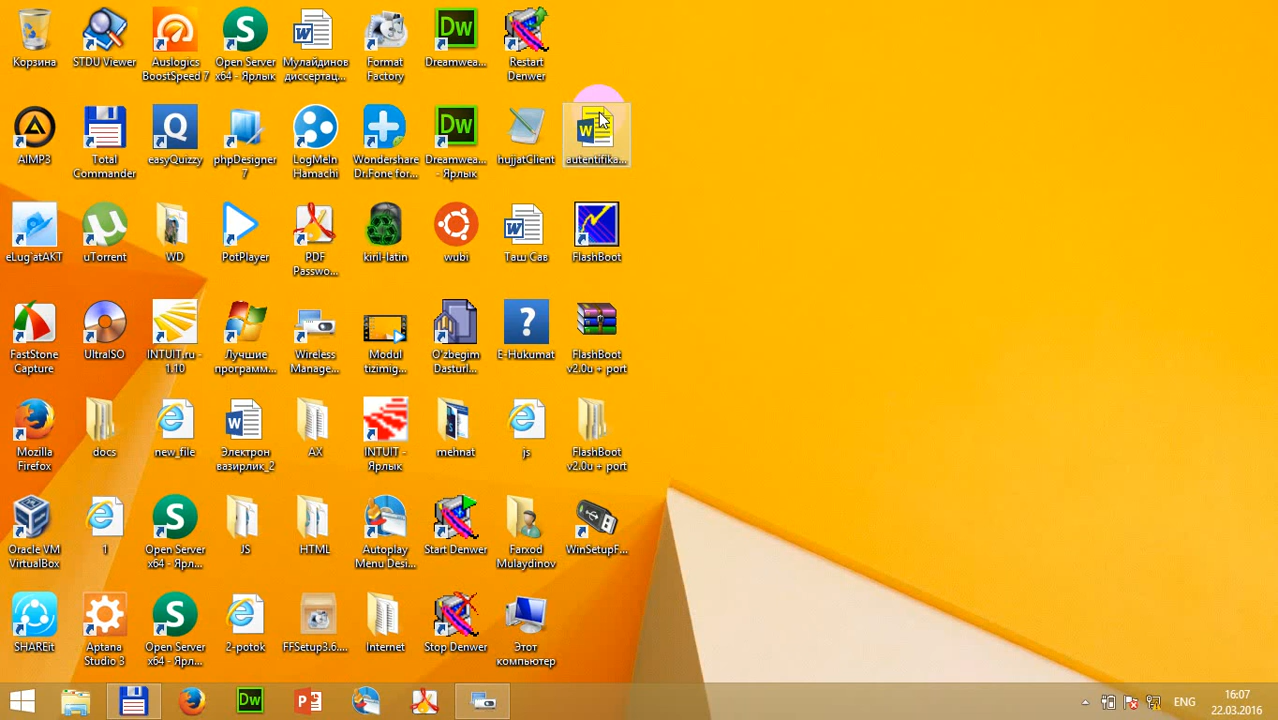 Корзина
STDU Viewer
Auslogics
BoostSpeed 7
Open Server
x64 - Ярлык
Мулайдинов
диссертац...
Format
Factory
Dreamwea...
Restart
Denwer
AIMP3
Total
Commander
easyQuizzy
phpDesigner
7
LogMeIn
Hamachi
Wondershare
Dr.Fone for...
Dreamwea...
- Ярлык
hujjatClient
autentifika...
eLug'atAKT
uTorrent
WD
PotPlayer
PDF
Passwo...
kiril-latin
wubi
Таш Сав
FlashBoot
FastStone
Capture
UltraISO
INTUIT.ru -
1.10
Лучшие
програмm...
Wireless
Manage...
Modul
tizimig...
O'zbegim
Dasturl...
E-Hukumat
FlashBoot
v2.0u + port
Mozilla
Firefox
docs
new_file
Электрон
вазирлик_2
AX
INTUIT -
Ярлык
mehnat
js
FlashBoot
v2.0u + port
Oracle VM
VirtualBox
1
Open Server
x64 - Ярл...
JS
HTML
Autoplay
Menu Desi...
Start Denwer
Farxod
Mulaydinov
WinSetupF...
SHAREit
Aptana
Studio 3
Open Server
x64 - Ярл...
2-potok
FFSetup3.6....
Internet
Stop Denwer
Этот
компьютер
ENG
16:07
22.03.2016